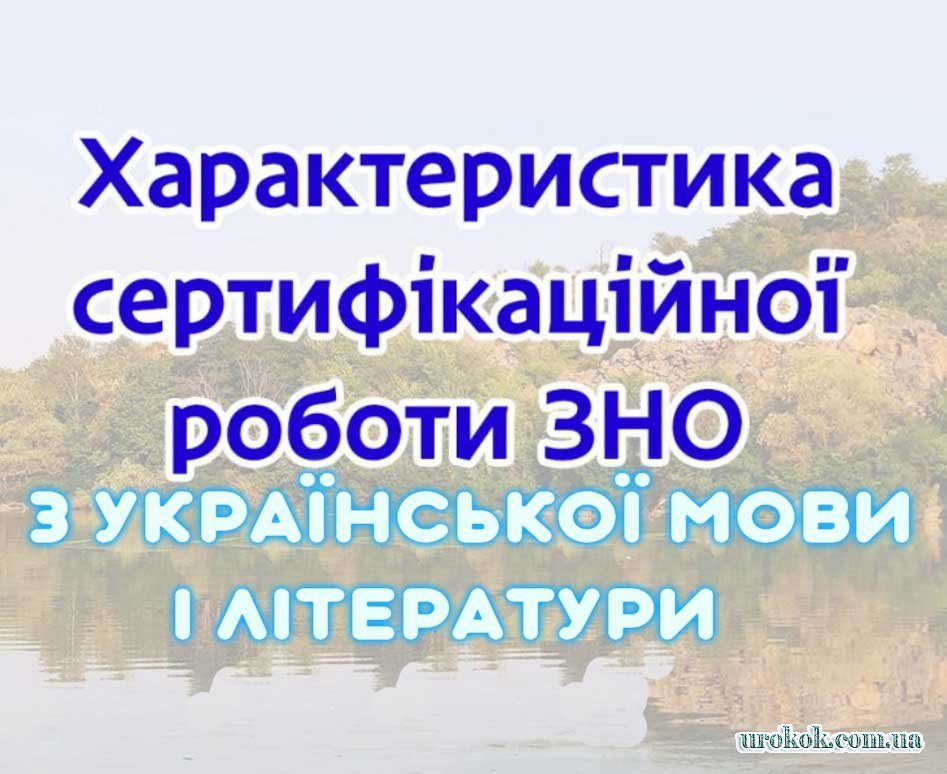 Характеристика
сертифікаційної
роботи ЗНО
З УКРАЇНСЬКОЇ МОВИ
І ЛІТЕРАТУРИ
urokok.com.ua